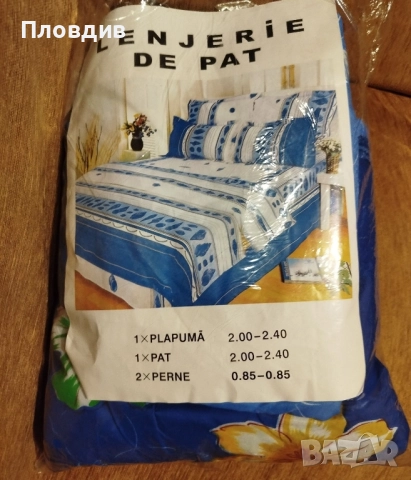 Пловдив
LENJERiE
DE PAT
1×PLAPUMĂ 2.00–2.40
1×PAT 2.00–2.40
2×PERNE 0.85–0.85
BAZAR